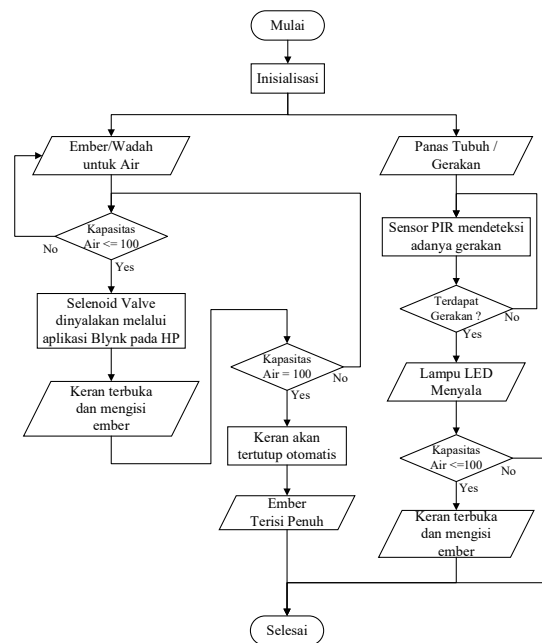 Mulai
Inisialisasi
Ember/Wadah
untuk Air
Kapasitas
Air <= 100
No
Yes
Selenoid Valve
dinyalakan melalui
aplikasi Blynk pada HP
Keran terbuka
dan mengisi
ember
Kapasitas
Air = 100
No
Yes
Keran akan
tertutup otomatis
Ember
Terisi Penuh
Panas Tubuh /
Gerakan
Sensor PIR mendeteksi
adanya gerakan
Terdapat
Gerakan ?
No
Yes
Lampu LED
Menyala
Kapasitas
Air <=100
No
Yes
Keran terbuka
dan mengisi
ember
Selesai